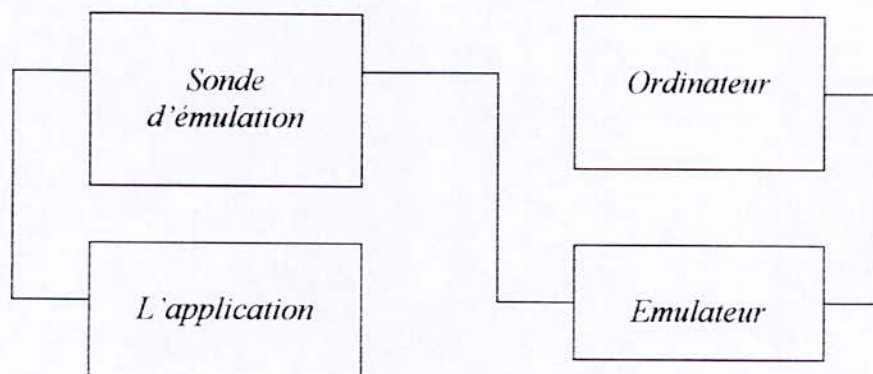 Sonde
d'émulation
Ordinateur
L'application
Emulateur